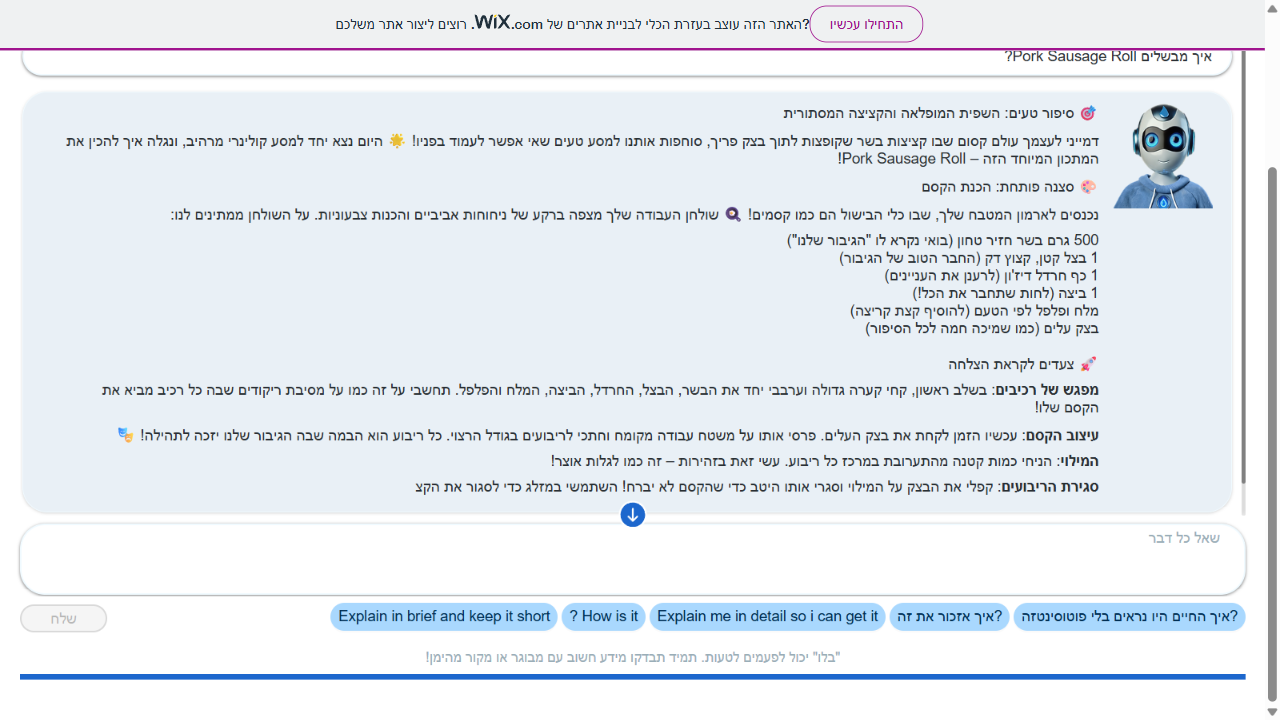 האתר הזה עוצב בעזרת הכלי לבניית אתרים של WiX.com. רוצים ליצור אתר משלכם? התחילו עכשיו
איך מבשלים Pork Sausage Roll?
🎯 סיפור טעים: השפית המופלאה והקציצה המסתורית
דמייני לעצמך עולם קסום שבו קציצות בשר שקופצות לתוך בצק פריך, סוחפות אותנו למסע טעים שאי אפשר לעמוד בפניו! 🌟 היום נצא יחד למסע קולינרי מרהיב, ונגלה איך להכין את
המתכון המיוחד הזה – Pork Sausage Roll!
🎨 סצנה פותחת: הכנת הקסם
נכנסים לארמון המטבח שלך, שבו כלי הבישול הם כמו קסמים! 🍳 שולחן העבודה שלך מצפה ברקע של ניחוחות אביביים והכנות צבעוניות. על השולחן ממתינים לנו:
500 גרם בשר חזיר טחון (בואי נקרא לו "הגיבור שלנו")
1 בצל קטן, קצוץ דק (החבר הטוב של הגיבור)
1 כף חרדל דיז'ון (לרענן את העניינים)
1 ביצה (לחות שתחבר את הכל!)
מלח ופלפל לפי הטעם (להוסיף קצת קריצה)
בצק עלים (כמו שמיכה חמה לכל הסיפור)
🚀 צעדים לקראת הצלחה
מפגש של רכיבים: בשלב ראשון, קחי קערה גדולה וערבבי יחד את הבשר, הבצל, החרדל, הביצה, המלח והפלפל. תחשבי על זה כמו על מסיבת ריקודים שבה כל רכיב מביא את
הקסם שלו!
עיצוב הקסם: עכשיו הזמן לקחת את בצק העלים. פרסי אותו על משטח עבודה מקומח וחתכי לריבועים בגודל הרצוי. כל ריבוע הוא הבמה שבה הגיבור שלנו יזכה לתהילה! 🎭
המילוי: הניחי כמות קטנה מהתערובת במרכז כל ריבוע. עשי זאת בזהירות – זה כמו לגלות אוצר!
סגירת הריבועים: קפלי את הבצק על המילוי וסגרי אותו היטב כדי שהקסם לא יברח! השתמשי במזלג כדי לסגור את הקצ
שאל כל דבר
?איך החיים היו נראים בלי פוטוסינטזה
?איך אזכור את זה
Explain me in detail so i can get it
How is it ?
Explain in brief and keep it short
שלח
"בלו" יכול לפעמים לטעות. תמיד תבדקו מידע חשוב עם מבוגר או מקור מהימן!